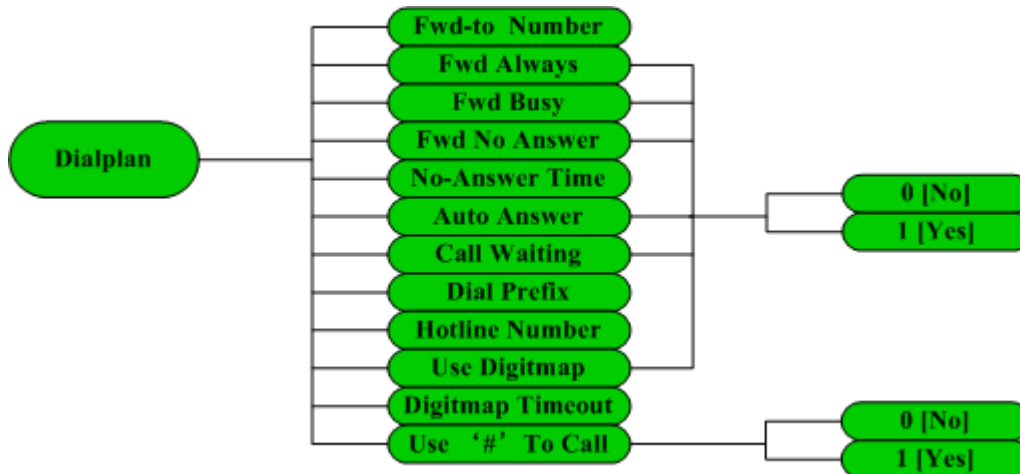 Dialplan
Fwd-to Number
Fwd Always
Fwd Busy
Fwd No Answer
No-Answer Time
Auto Answer
Call Waiting
Dial Prefix
Hotline Number
Use Digitmap
Digitmap Timeout
Use ‘#’ To Call
0 [No]
1 [Yes]
0 [No]
1 [Yes]